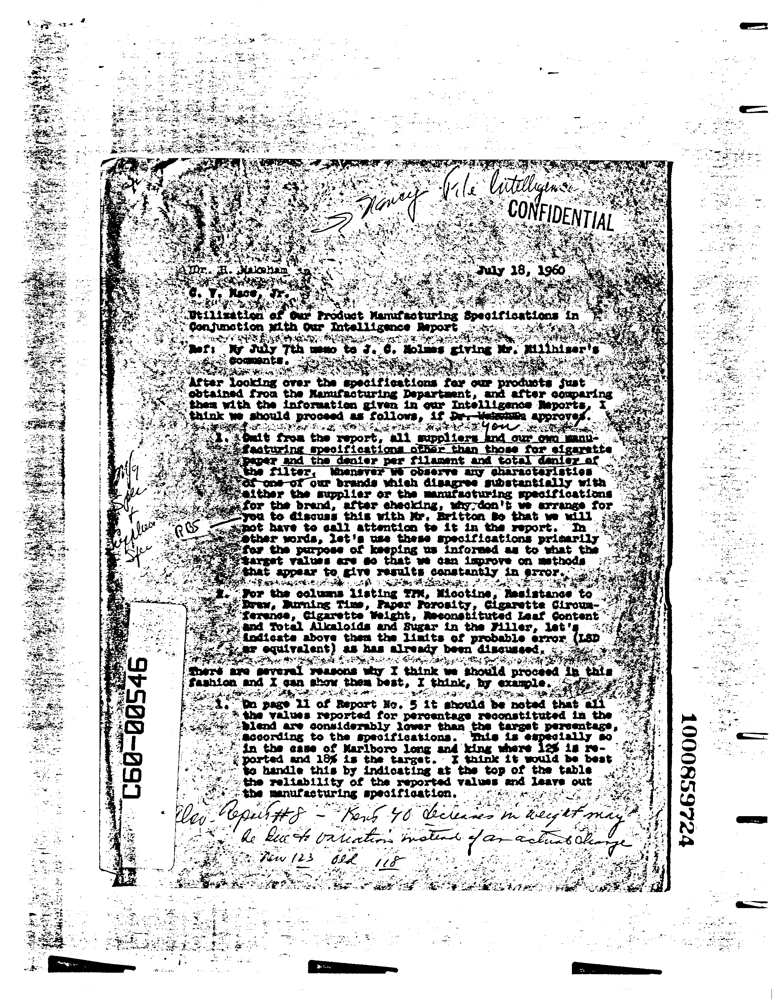 Nancy File Intelligence
CONFIDENTIAL
Dr. H. Wakeham
July 18, 1960
C. V. Mace, Jr.
Utilization of Our Product Manufacturing Specifications in
Conjunction with Our Intelligence Report
Ref: My July 7th memo to J. C. Holmes giving Mr. Millhiser's
comments.
After looking over the specifications for our products just
obtained from the Manufacturing Department, and after comparing
them with the information given in our Intelligence Reports, I
think we should proceed as follows, if Dr. Wakeham approves.
you
1. Omit from the report, all suppliers and our own manu-
facturing specifications other than those for cigarette
paper and the denier per filament and total denier of
the filter. Whenever we observe any characteristics
of one of our brands which disagree substantially with
either the supplier or the manufacturing specifications
for the brand, after checking, why don't we arrange for
you to discuss this with Mr. Britton so that we will
not have to call attention to it in the report. In
other words, let's use these specifications primarily
for the purpose of keeping us informed as to what the
target values are so that we can improve on methods
that appear to give results constantly in error.
Mfg
Spec
Suppliers
Spec
RBS
2. For the columns listing TPM, Nicotine, Resistance to
Draw, Burning Time, Paper Porosity, Cigarette Circum-
ference, Cigarette Weight, Reconstituted Leaf Content
and Total Alkaloids and Sugar in the Filler, let's
indicate above them the limits of probable error (LSD
or equivalent) as has already been discussed.
There are several reasons why I think we should proceed in this
fashion and I can show them best, I think, by example.
1. On page 11 of Report No. 5 it should be noted that all
the values reported for percentage reconstituted in the
blend are considerably lower than the target percentage,
according to the specifications. This is especially so
in the case of Marlboro long and king where 12% is re-
ported and 18% is the target. I think it would be best
to handle this by indicating at the top of the table
the reliability of the reported values and leave out
the manufacturing specification.
Also Report #8 - Kent 40 decreases in weight may
be due to variation instead of an actual change
new 123 old 118
C60-00546
1000859724